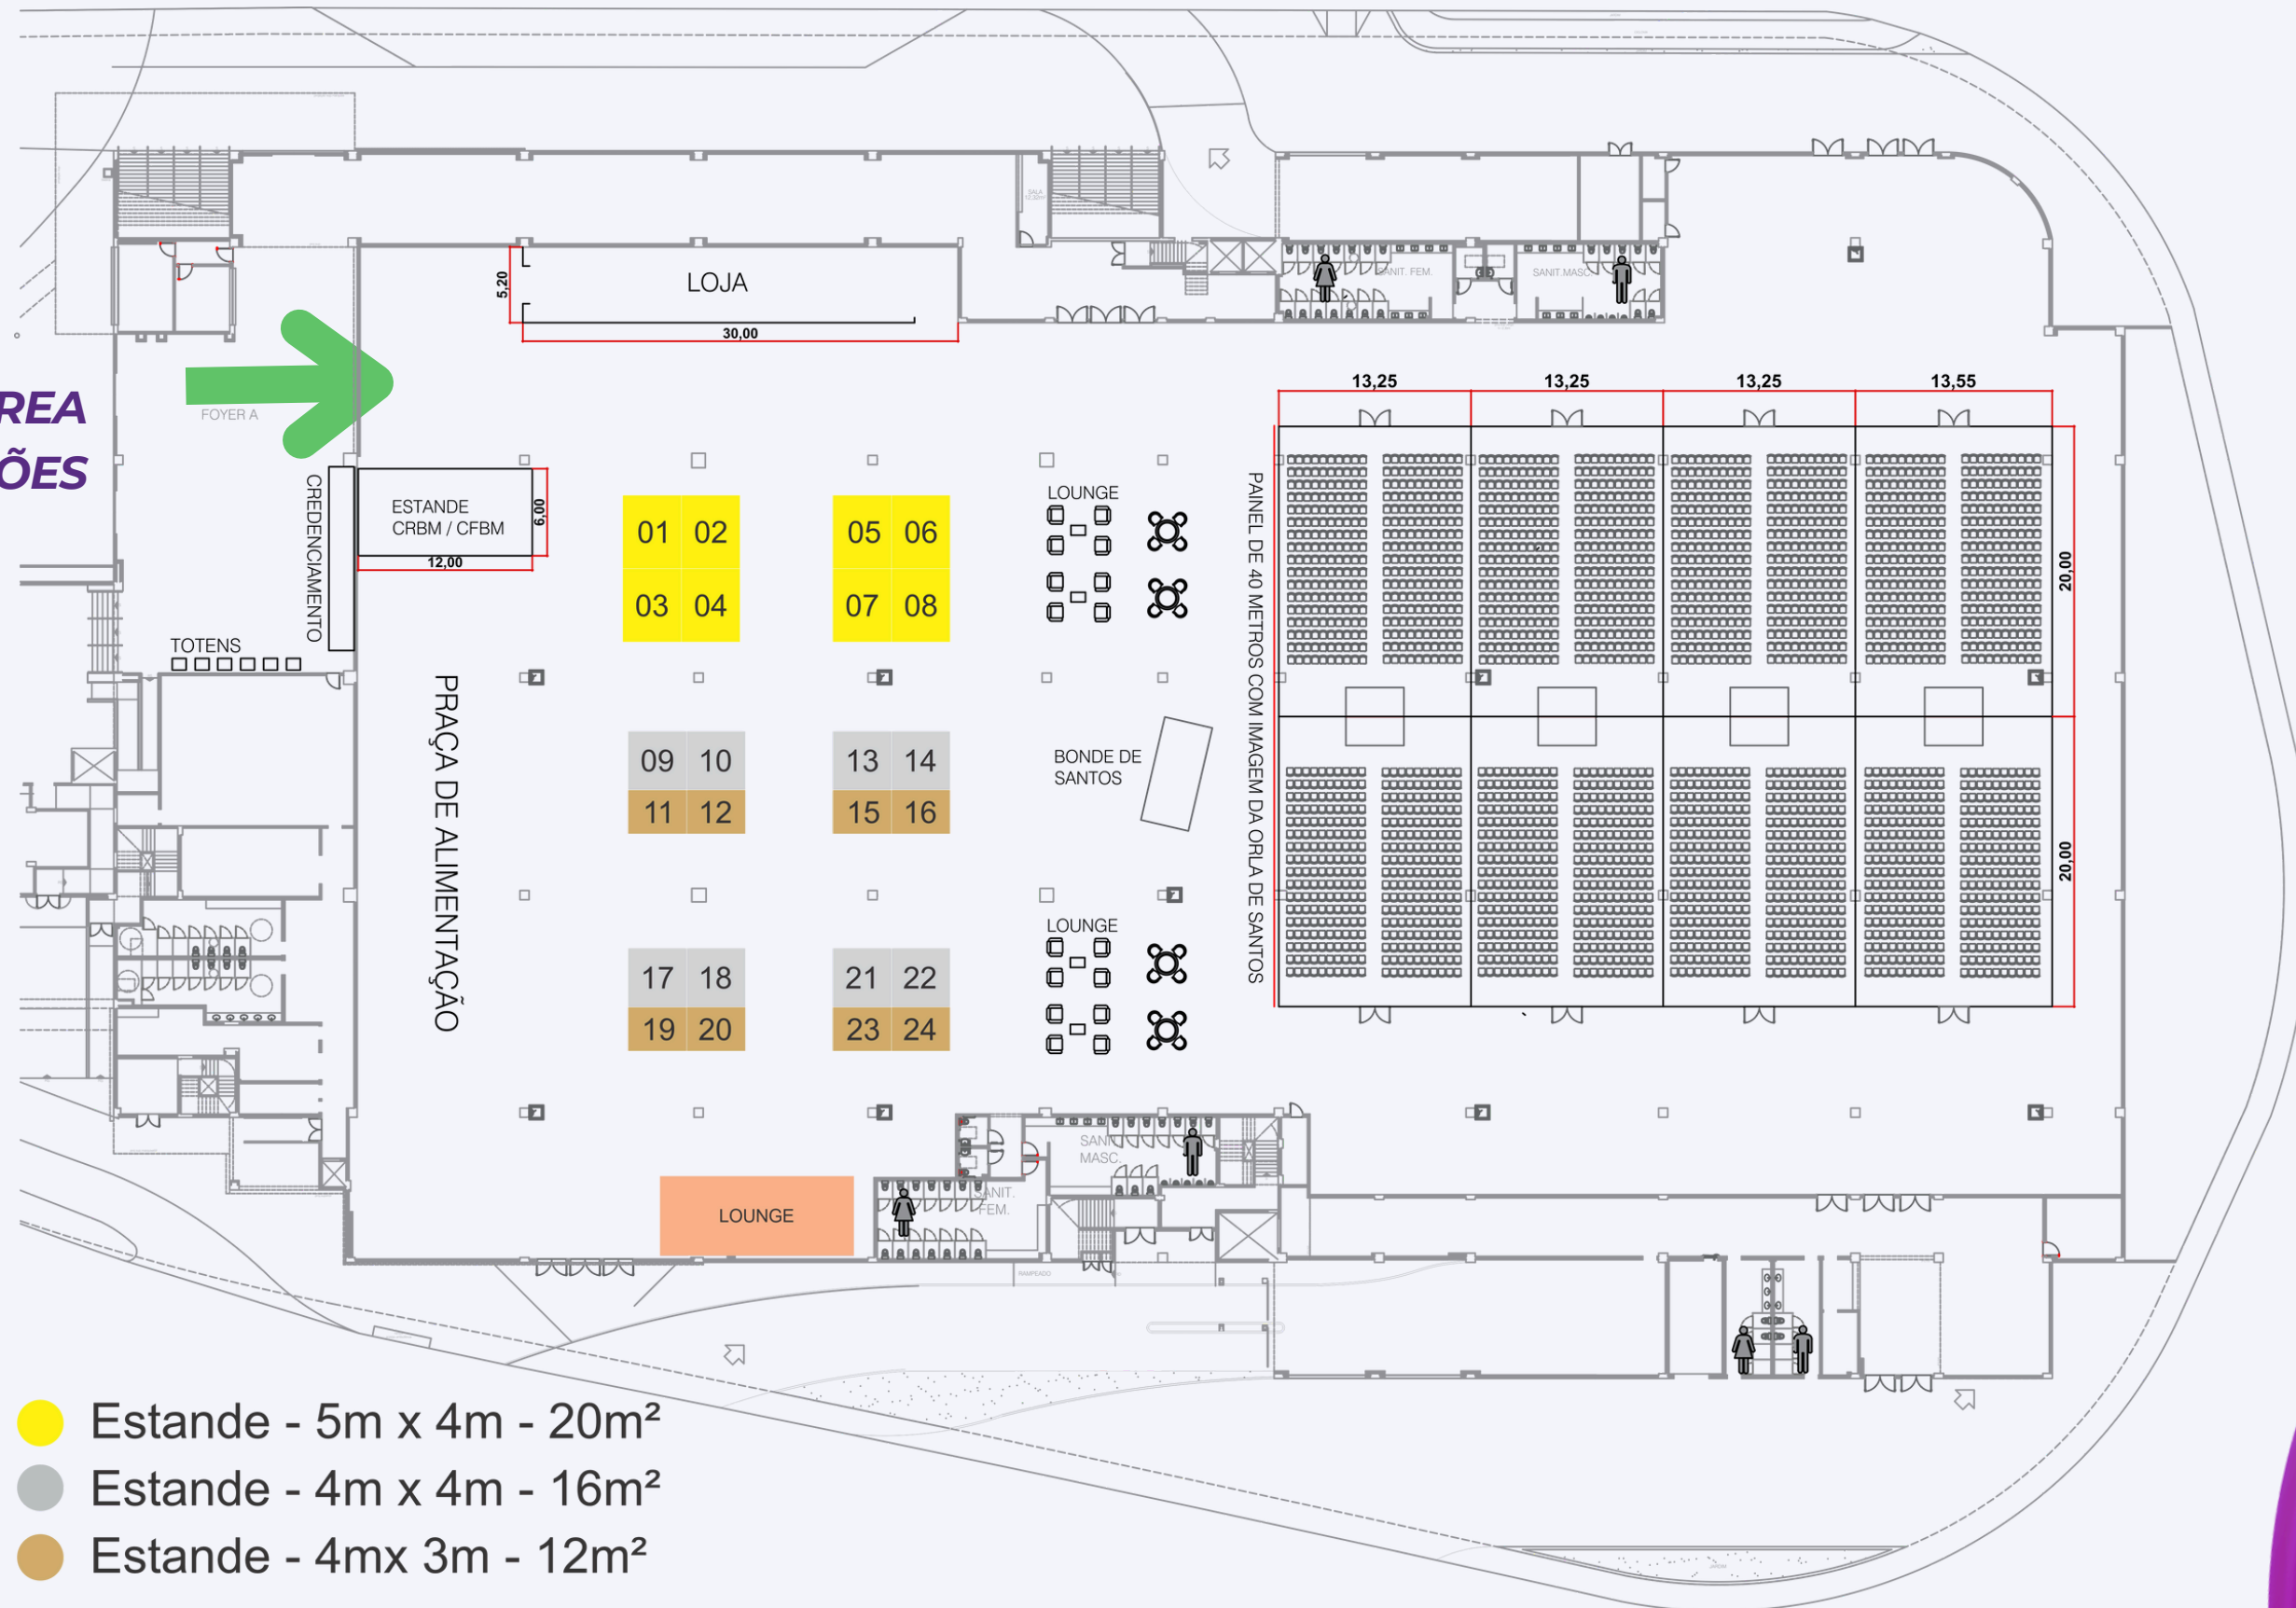 SALA
LOJA
5,20
30,00
SANIT. FEM.
SANIT.MASC.
REA
ÕES
FOYER A
13,25
13,25
13,25
13,55
CREDENCIAMENTO
ESTANDE
CRBM / CFBM
6,00
12,00
01 02
03 04
05 06
07 08
LOUNGE
PAINEL DE 40 METROS COM IMAGEM DA ORLA DE SANTOS
20,00
20,00
TOTENS
PRAÇA DE ALIMENTAÇÃO
09 10
11 12
13 14
15 16
BONDE DE
SANTOS
17 18
19 20
21 22
23 24
LOUNGE
SANIT.
MASC.
SANIT.
FEM.
LOUNGE
RAMPEADO
Estande - 5m x 4m - 20m²
Estande - 4m x 4m - 16m²
Estande - 4mx 3m - 12m²